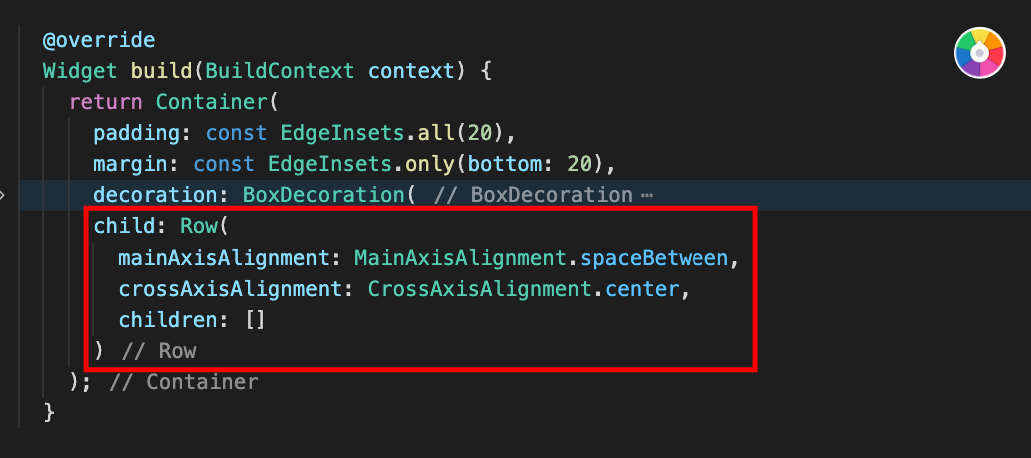 @override
Widget build(BuildContext context) {
return Container(
padding: const EdgeInsets.all(20),
margin: const EdgeInsets.only(bottom: 20),
decoration: BoxDecoration( // BoxDecoration ⋯
child: Row(
mainAxisAlignment: MainAxisAlignment.spaceBetween,
crossAxisAlignment: CrossAxisAlignment.center,
children: []
) // Row
); // Container
}